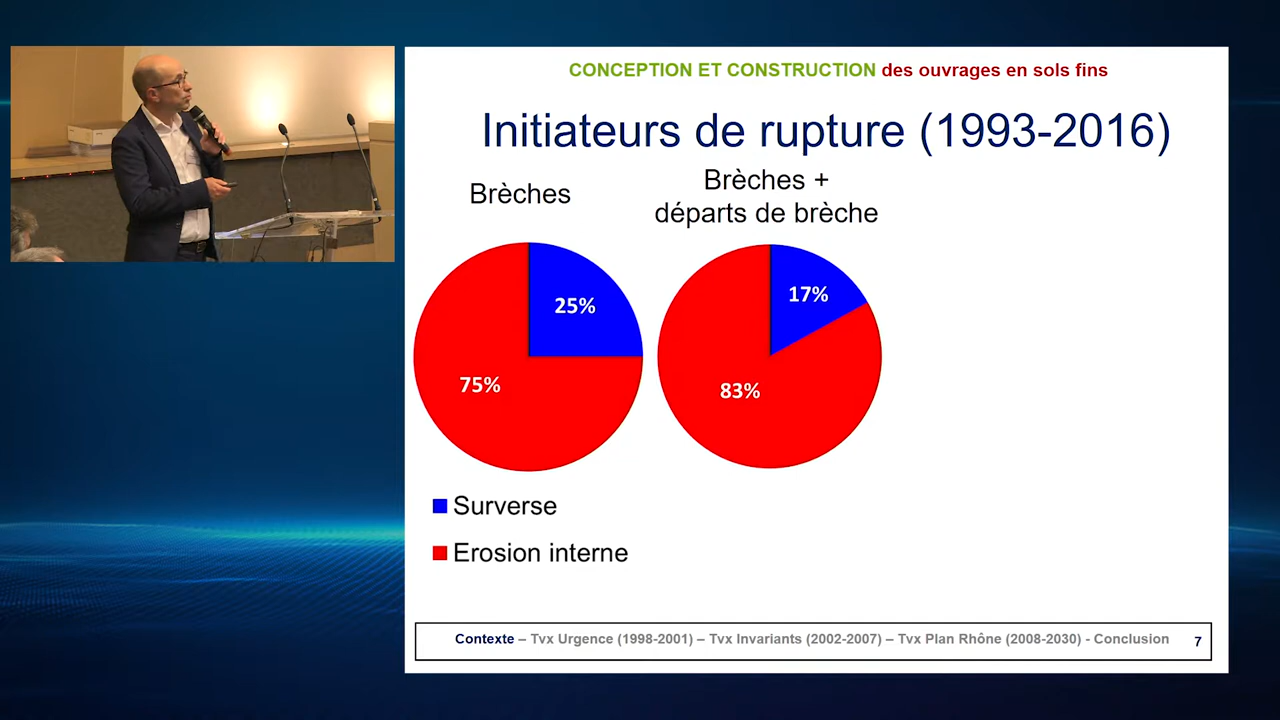 CONCEPTION ET CONSTRUCTION des ouvrages en sols fins
Initiateurs de rupture (1993-2016)
Brèches
Brèches +
départs de brèche
25%
75%
17%
83%
Surverse
Erosion interne
Contexte – Tvx Urgence (1998-2001) – Tvx Invariants (2002-2007) – Tvx Plan Rhône (2008-2030) - Conclusion
7